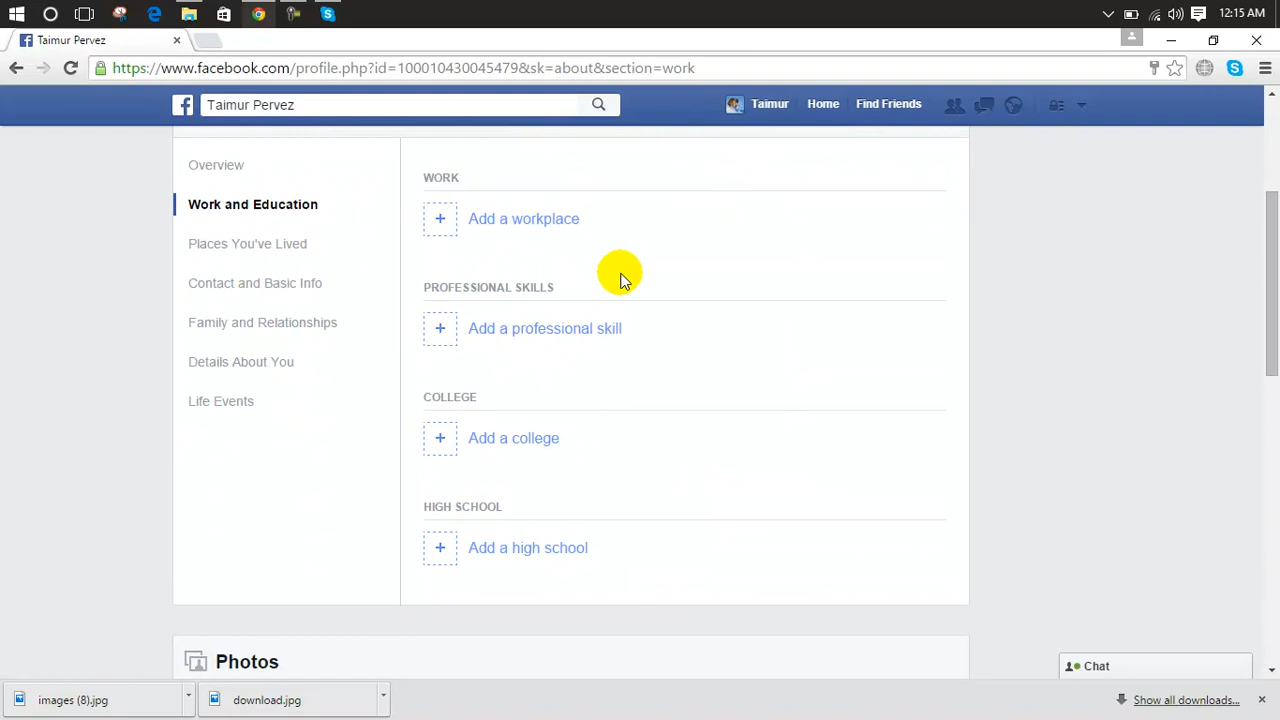 12:15 AM
Taimur Pervez
https://www.facebook.com/profile.php?id=100010430045479&sk=about&section=work
Taimur Pervez
Taimur Home Find Friends
Overview
Work and Education
Places You've Lived
Contact and Basic Info
Family and Relationships
Details About You
Life Events
WORK
+ Add a workplace
PROFESSIONAL SKILLS
+ Add a professional skill
COLLEGE
+ Add a college
HIGH SCHOOL
+ Add a high school
Photos
Chat
images (8).jpg
download.jpg
Show all downloads...